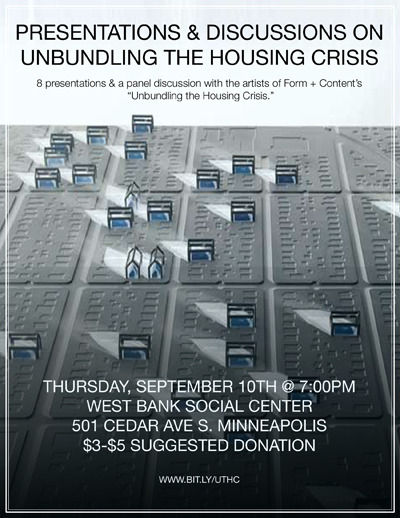 PRESENTATIONS & DISCUSSIONS ON
UNBUNDLING THE HOUSING CRISIS
8 presentations & a panel discussion with the artists of Form + Content's
“Unbundling the Housing Crisis.”
THURSDAY, SEPTEMBER 10TH @ 7:00PM
WEST BANK SOCIAL CENTER
501 CEDAR AVE S. MINNEAPOLIS
$3-$5 SUGGESTED DONATION
WWW.BIT.LY/UTHC